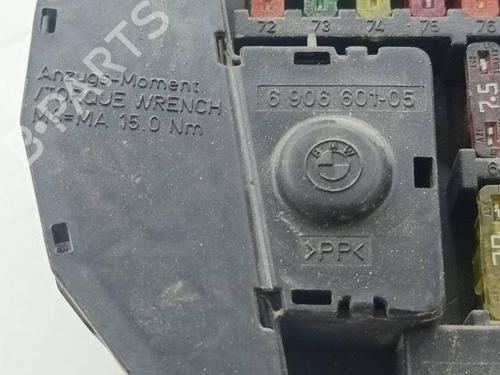 B-PARTS
72 73 74 75 76
Anzugs-Moment
/TORQUE WRENCH
M =MA 15.0 Nm
6 906 601-05
7.5
BMW
>PP<